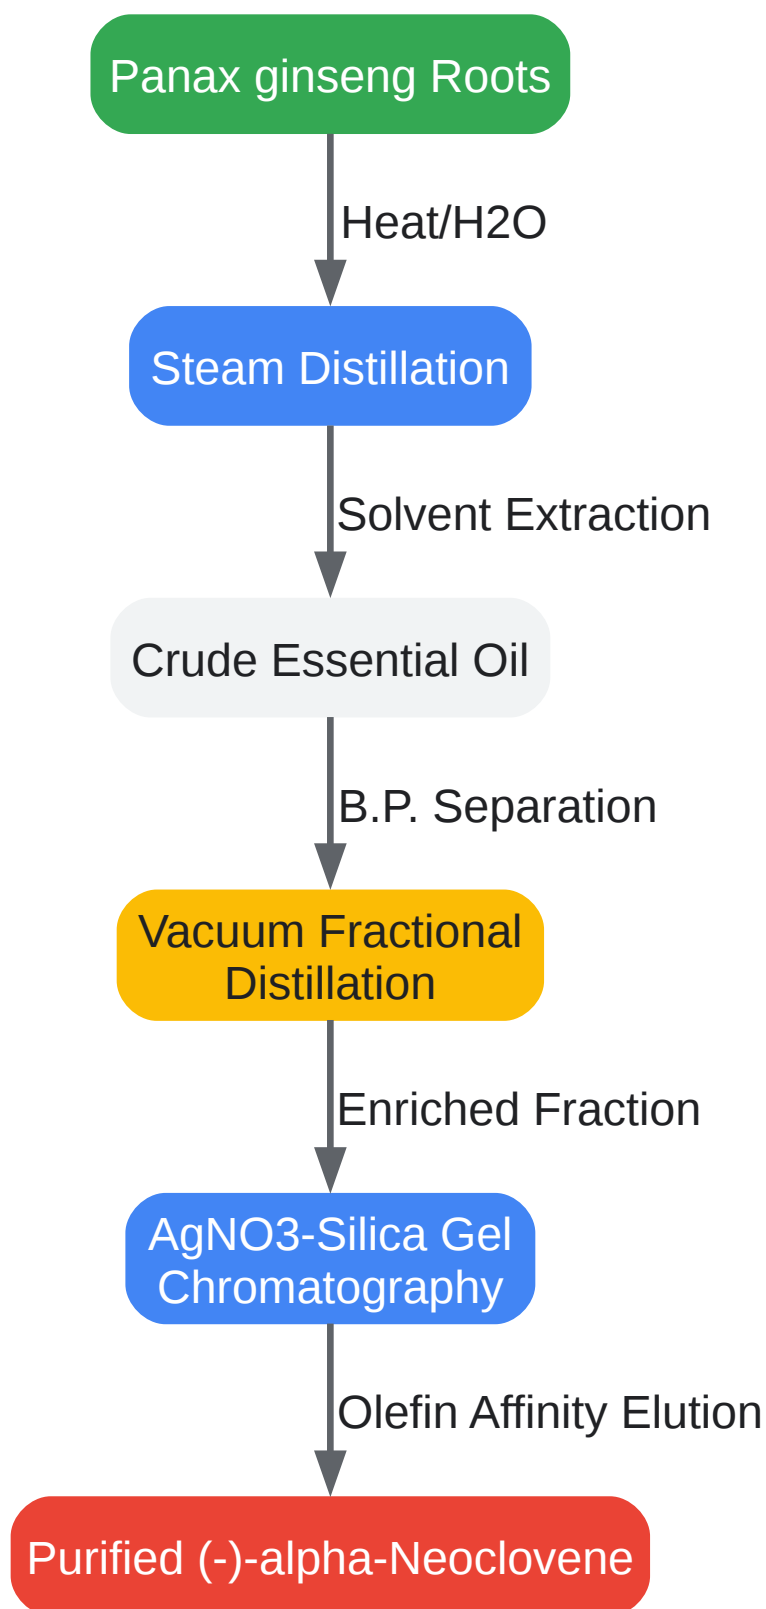 Panax ginseng Roots
Heat/H2O
Steam Distillation
Solvent Extraction
Crude Essential Oil
B.P. Separation
Vacuum Fractional
Distillation
Enriched Fraction
AgNO3-Silica Gel
Chromatography
Olefin Affinity Elution
Purified (-)-alpha-Neoclovene